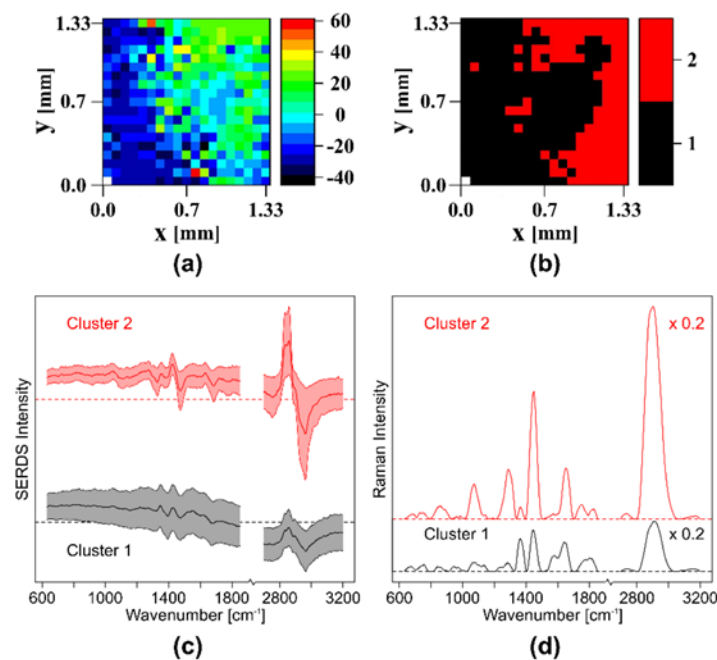 1.33
0.7
0.0
y [mm]
0.0 0.7 1.33
x [mm]
60
40
20
0
-20
-40
(a)
1.33
0.7
0.0
y [mm]
0.0 0.7 1.33
x [mm]
2
1
(b)
Cluster 2
Cluster 1
SERDS Intensity
600 1200 1400 1800 2800 3200
Wavenumber [cm⁻¹]
(c)
Cluster 2 x 0.2
Cluster 1 x 0.2
Raman Intensity
600 1000 1400 1800 2800 3200
Wavenumber [cm⁻¹]
(d)